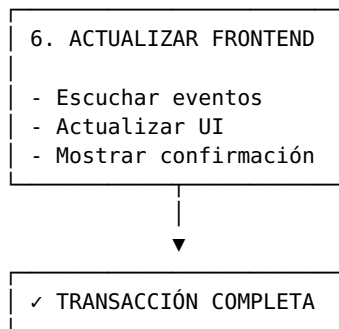 6. ACTUALIZAR FRONTEND
- Escuchar eventos
- Actualizar UI
- Mostrar confirmación
✓ TRANSACCIÓN COMPLETA